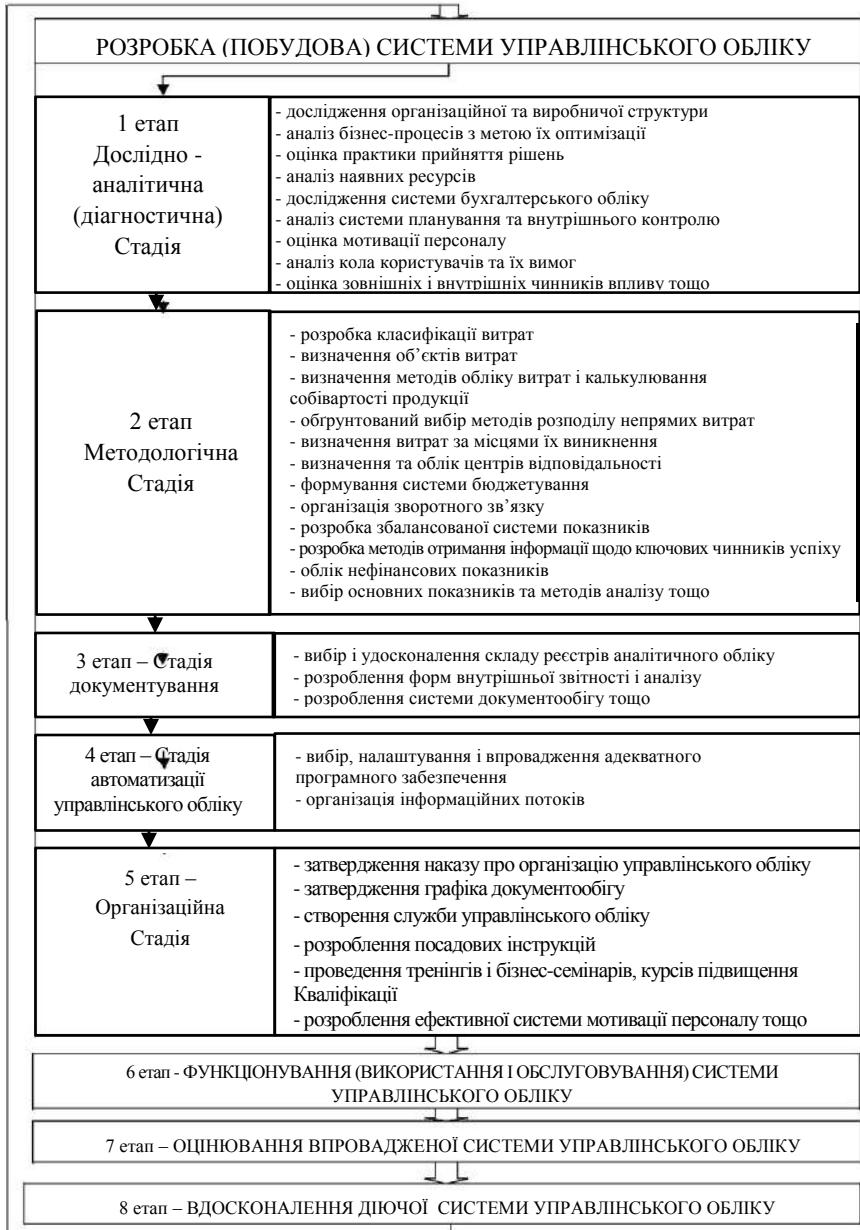 РОЗРОБКА (ПОБУДОВА) СИСТЕМИ УПРАВЛІНСЬКОГО ОБЛІКУ
1 етап
Дослідно -
аналітична
(діагностична)
Стадія
- дослідження організаційної та виробничої структури
- аналіз бізнес-процесів з метою їх оптимізації
- оцінка практики прийняття рішень
- аналіз наявних ресурсів
- дослідження системи бухгалтерського обліку
- аналіз системи планування та внутрішнього контролю
- оцінка мотивації персоналу
- аналіз кола користувачів та їх вимог
- оцінка зовнішніх і внутрішніх чинників впливу тощо
2 етап
Методологічна
Стадія
- розробка класифікації витрат
- визначення об’єктів витрат
- визначення методів обліку витрат і калькулювання
собівартості продукції
- обґрунтований вибір методів розподілу непрямих витрат
- визначення витрат за місцями їх виникнення
- визначення та облік центрів відповідальності
- формування системи бюджетування
- організація зворотного зв’язку
- розробка збалансованої системи показників
- розробка методів отримання інформації щодо ключових чинників успіху
- облік нефінансових показників
- вибір основних показників та методів аналізу тощо
3 етап – Стадія
документування
- вибір і удосконалення складу реєстрів аналітичного обліку
- розроблення форм внутрішньої звітності і аналізу
- розроблення системи документообігу тощо
4 етап – Стадія
автоматизації
управлінського обліку
- вибір, налаштування і впровадження адекватного
програмного забезпечення
- організація інформаційних потоків
5 етап –
Організаційна
Стадія
- затвердження наказу про організацію управлінського обліку
- затвердження графіка документообігу
- створення служби управлінського обліку
- розроблення посадових інструкцій
- проведення тренінгів і бізнес-семінарів, курсів підвищення
Кваліфікації
- розроблення ефективної системи мотивації персоналу тощо
6 етап - ФУНКЦІОНУВАННЯ (ВИКОРИСТАННЯ І ОБСЛУГОВУВАННЯ) СИСТЕМИ
УПРАВЛІНСЬКОГО ОБЛІКУ
7 етап – ОЦІНЮВАННЯ ВПРОВАДЖЕНОЇ СИСТЕМИ УПРАВЛІНСЬКОГО ОБЛІКУ
8 етап – ВДОСКОНАЛЕННЯ ДІЮЧОЇ СИСТЕМИ УПРАВЛІНСЬКОГО ОБЛІКУ